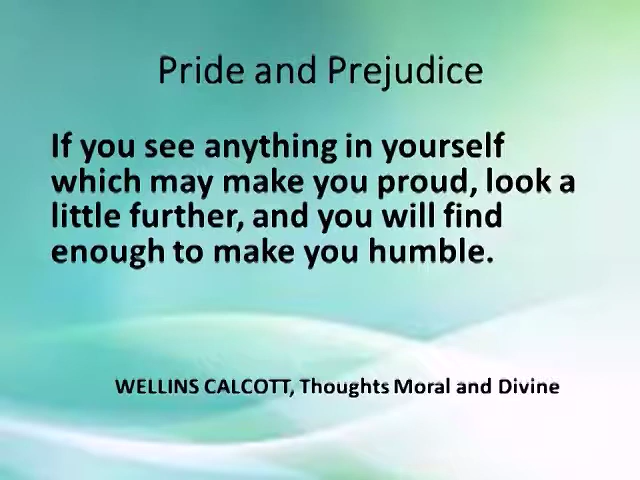 Pride and Prejudice
If you see anything in yourself
which may make you proud, look a
little further, and you will find
enough to make you humble.
WELLINS CALCOTT, Thoughts Moral and Divine